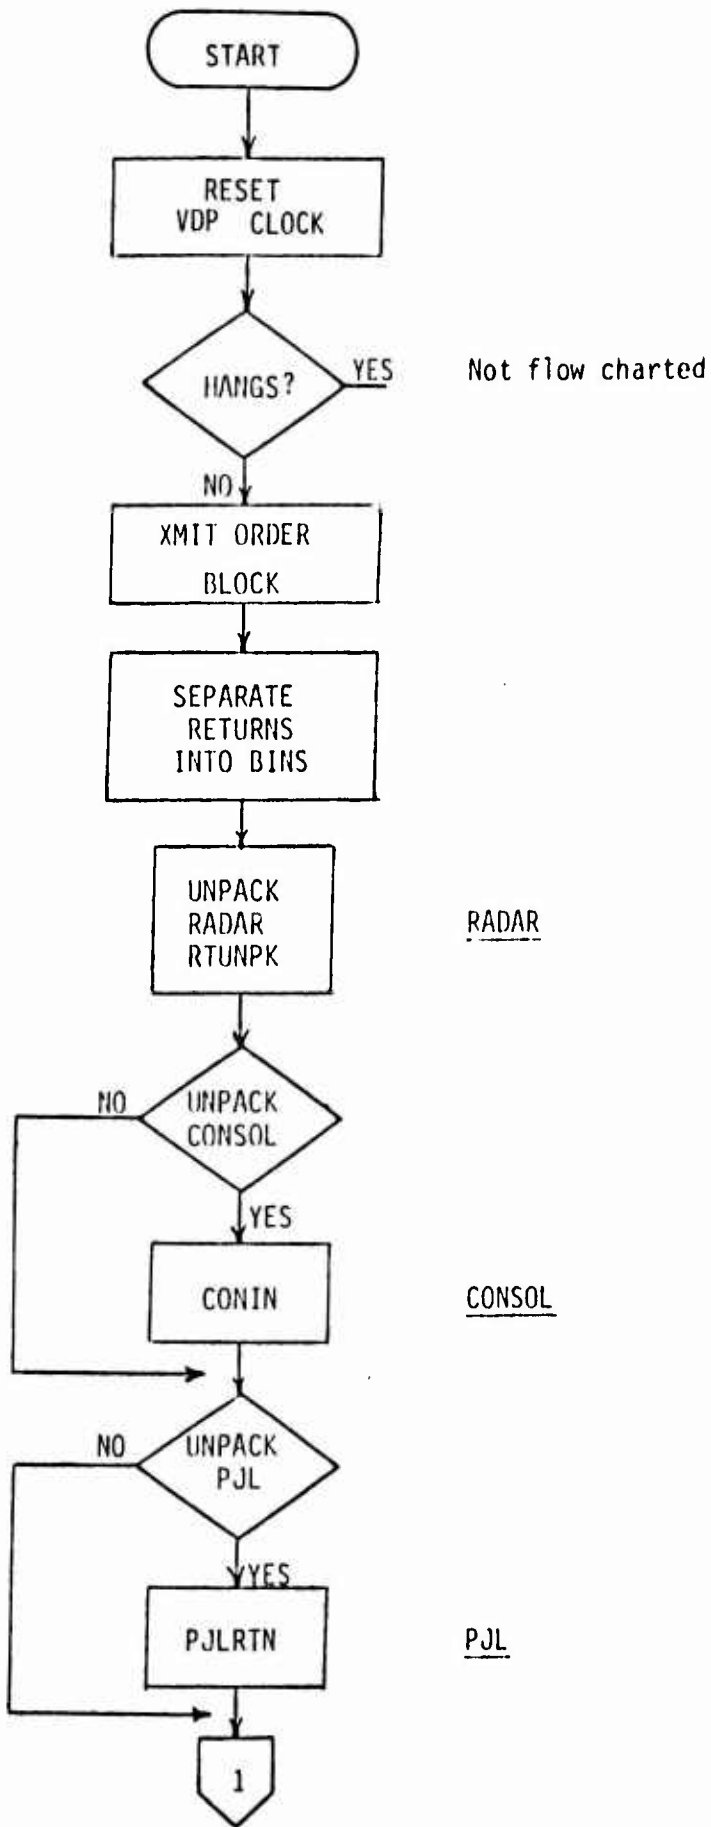 START
RESET
VDP CLOCK
HANGS?
YES
Not flow charted
NO
XMIT ORDER
BLOCK
SEPARATE
RETURNS
INTO BINS
UNPACK
RADAR
RTUNPK
RADAR
NO
UNPACK
CONSOL
YES
CONIN
CONSOL
NO
UNPACK
PJL
YES
PJLRTN
PJL
1